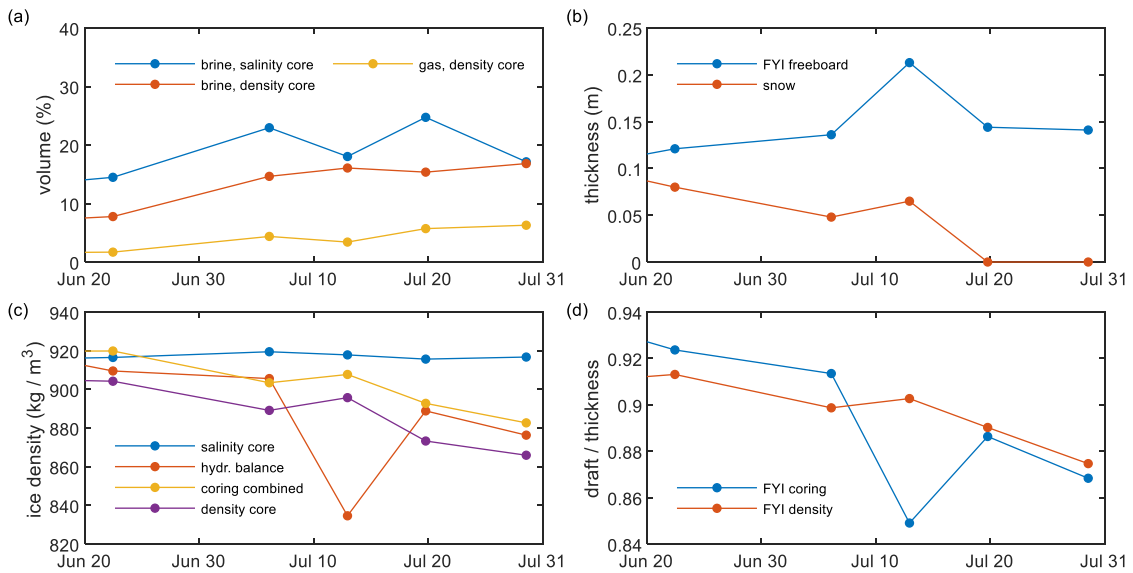 (a)
volume (%)
40
30
20
10
0
brine, salinity core
gas, density core
brine, density core
Jun 20 Jun 30 Jul 10 Jul 20 Jul 31
(b)
thickness (m)
0.25
0.2
0.15
0.1
0.05
0
FYI freeboard
snow
Jun 20 Jun 30 Jul 10 Jul 20 Jul 31
(c)
ice density (kg / m³)
940
920
900
880
860
840
820
salinity core
hydr. balance
coring combined
density core
Jun 20 Jun 30 Jul 10 Jul 20 Jul 31
(d)
draft / thickness
0.94
0.92
0.9
0.88
0.86
0.84
FYI coring
FYI density
Jun 20 Jun 30 Jul 10 Jul 20 Jul 31